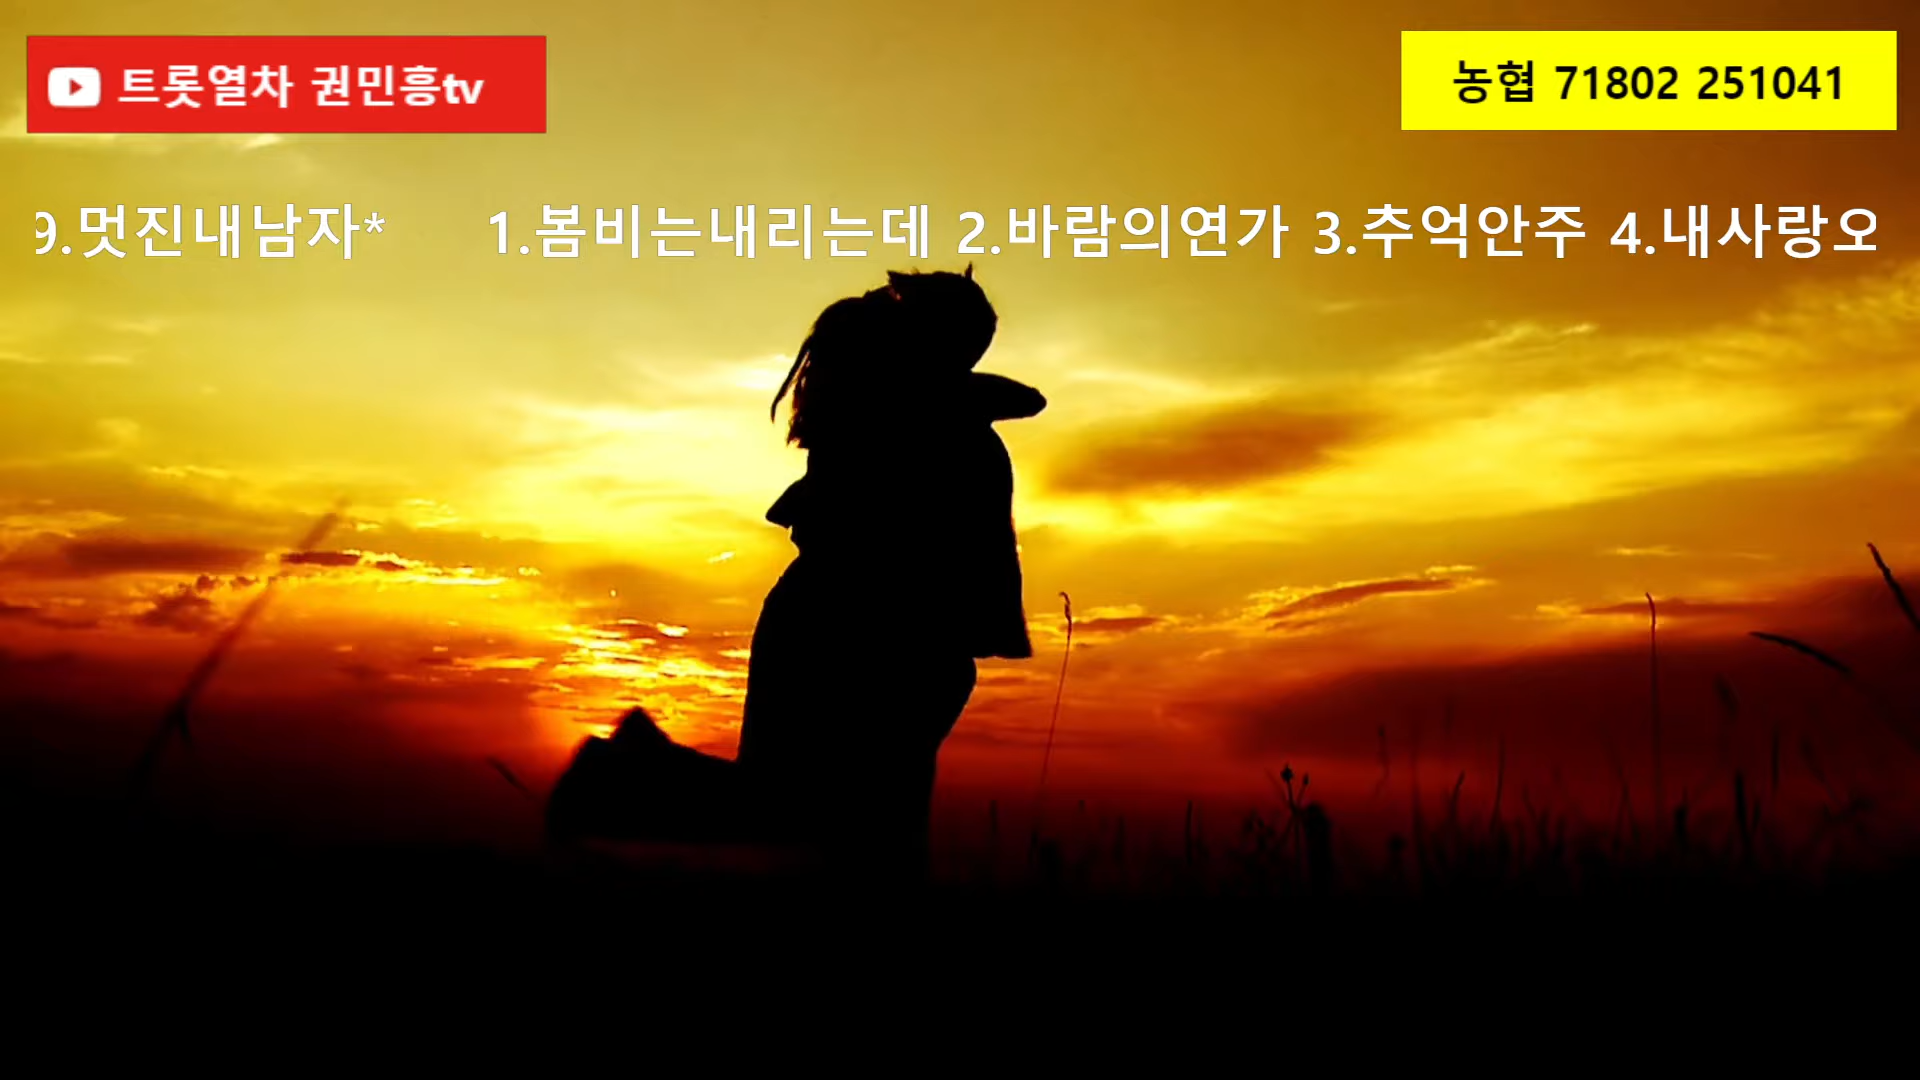 트롯열차 권민흥tv
농협 71802 251041
9.멋진내남자* 1.봄비는내리는데 2.바람의연가 3.추억안주 4.내사랑오